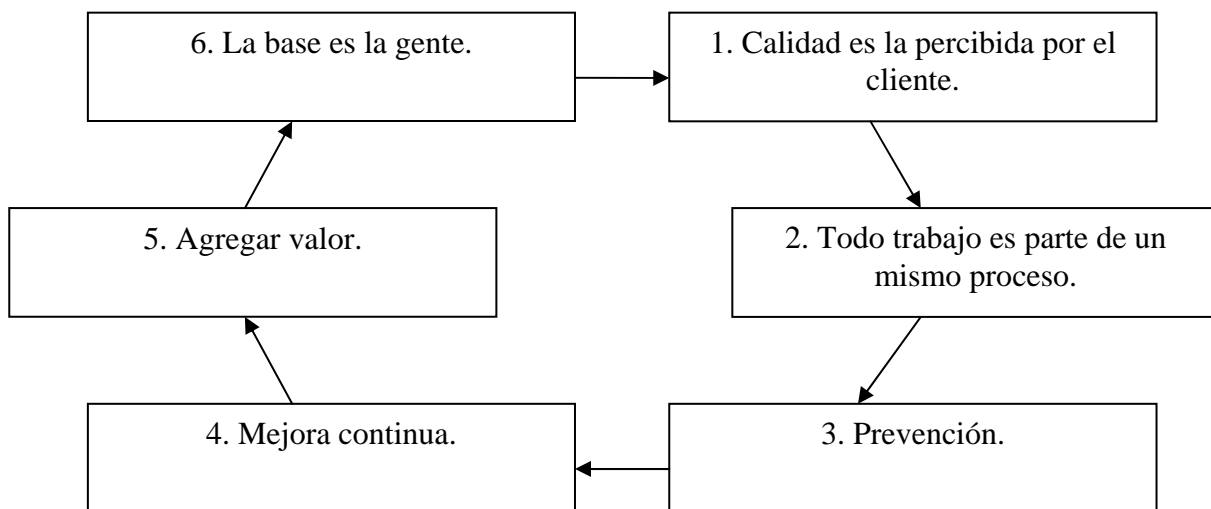 6. La base es la gente.
1. Calidad es la percibida por el
cliente.
5. Agregar valor.
2. Todo trabajo es parte de un
mismo proceso.
4. Mejora continua.
3. Prevención.